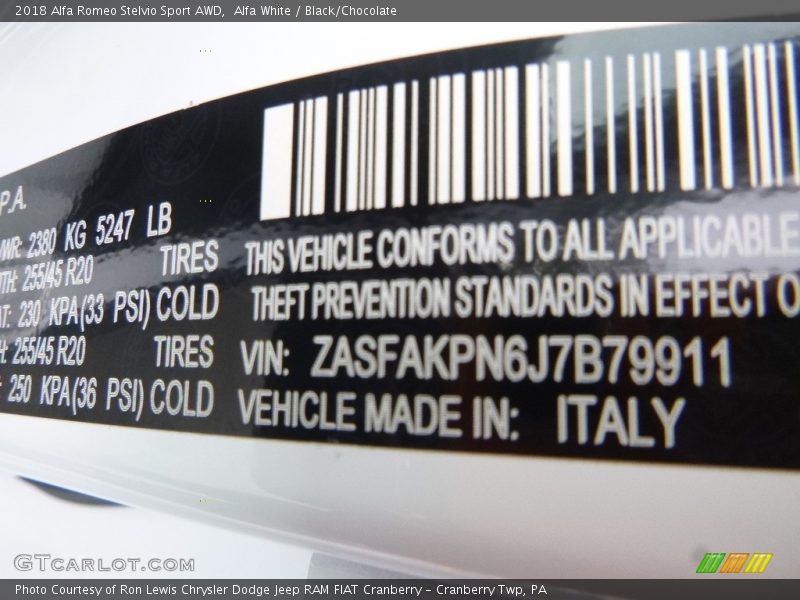 2018 Alfa Romeo Stelvio Sport AWD,  Alfa White / Black/Chocolate
P.A.
2380 KG 5247 LB
255/45 R20 TIRES
230 KPA(33 PSI) COLD
255/45 R20 TIRES
250 KPA(36 PSI) COLD
THIS VEHICLE CONFORMS TO ALL APPLICABLE
THEFT PREVENTION STANDARDS IN EFFECT
VIN: ZASFAKPN6J7B79911
VEHICLE MADE IN: ITALY
GTcarlot.com
Photo Courtesy of Ron Lewis Chrysler Dodge Jeep RAM FIAT Cranberry – Cranberry Twp, PA